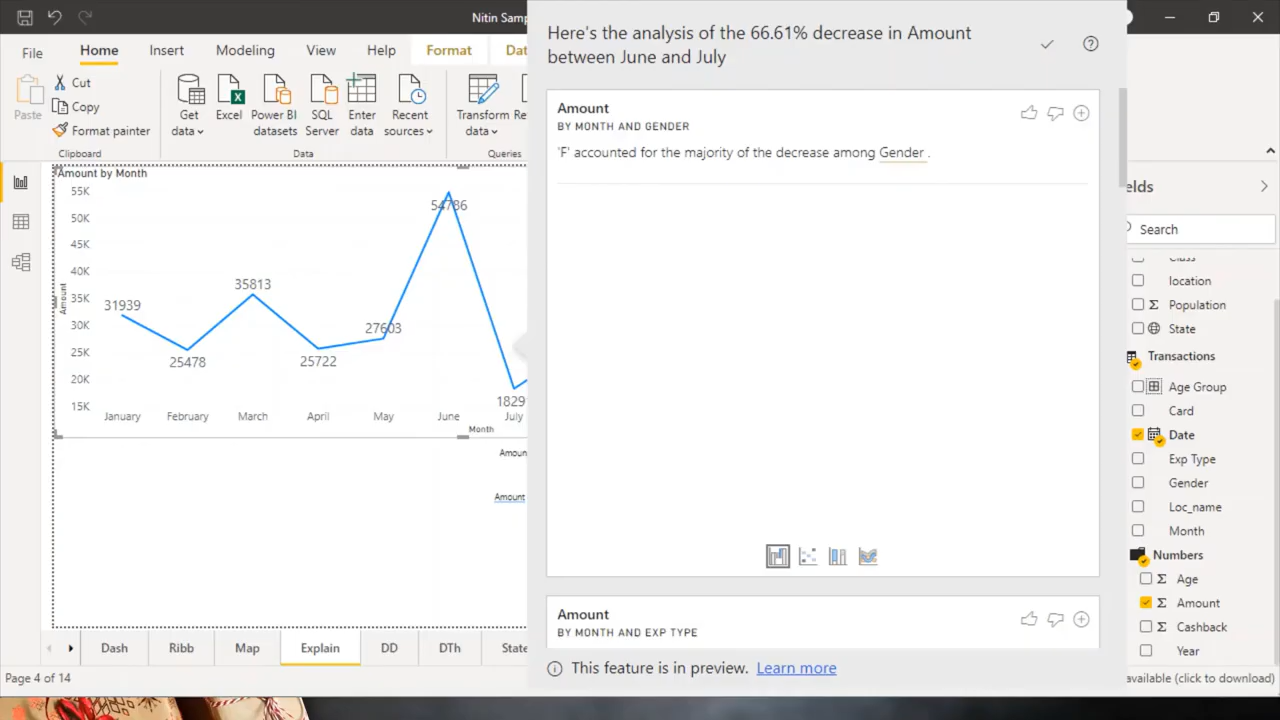 Nitin Samp
File
Home
Insert
Modeling
View
Help
Format
Dat
Paste
Cut
Copy
Format painter
Clipboard
Get data
Excel
Power BI datasets
SQL Server
Enter data
Recent sources
Data
Transform data
Re
Queries
Amount by Month
55K
50K
45K
40K
35K
30K
25K
20K
15K
Amount
31939
25478
35813
25722
27603
54786
1829
January
February
March
April
May
June
July
Month
Amoun
Amount
Here's the analysis of the 66.61% decrease in Amount
between June and July
Amount
BY MONTH AND GENDER
'F' accounted for the majority of the decrease among Gender .
Amount
BY MONTH AND EXP TYPE
This feature is in preview. Learn more
elds
Search
Class
location
Population
State
Transactions
Age Group
Card
Date
Exp Type
Gender
Loc_name
Month
Numbers
Age
Amount
Cashback
Year
Dash
Ribb
Map
Explain
DD
DTh
State
Page 4 of 14
available (click to download)